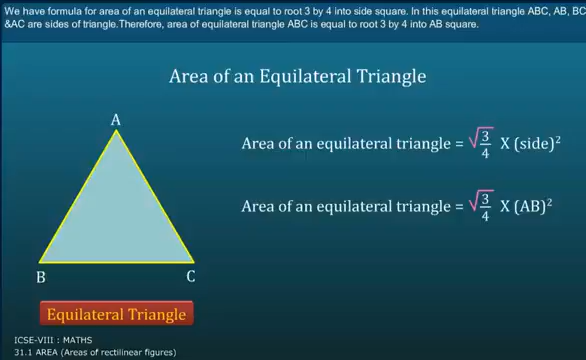 We have formula for area of an equilateral triangle is equal to root 3 by 4 into side square. In this equilateral triangle ABC, AB, BC
&AC are sides of triangle.Therefore, area of equilateral triangle ABC is equal to root 3 by 4 into AB square.
Area of an Equilateral Triangle
A
Area of an equilateral triangle = √3/4 X (side)²
Area of an equilateral triangle = √3/4 X (AB)²
B C
Equilateral Triangle
ICSE-VIII : MATHS
31.1 AREA (Areas of rectilinear figures)